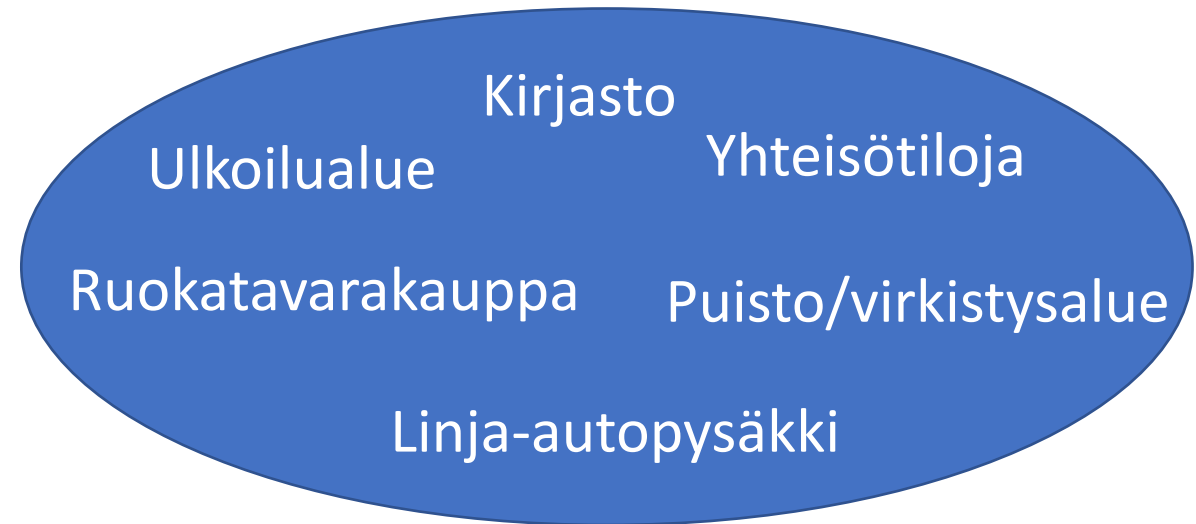 Kirjasto
Ulkoilualue
Yhteisötiloja
Ruokatavarakauppa
Puisto/virkistysalue
Linja-autopysäkki